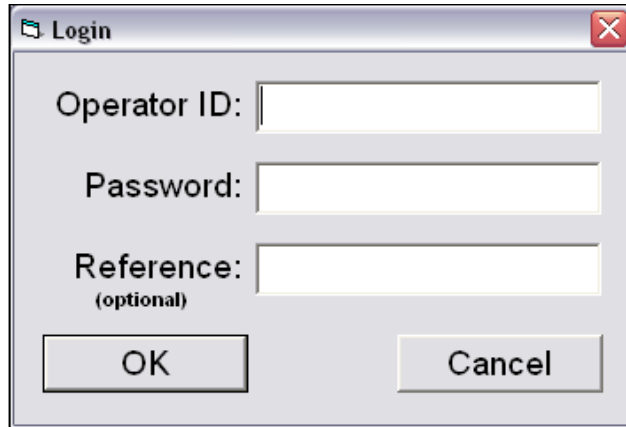 Login
Operator ID:
Password:
Reference:
(optional)
OK Cancel